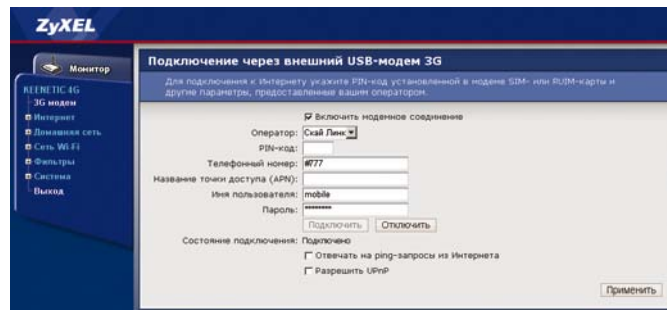 ZyXEL
Монитор
KEENETIC 4G
3G модем
Интернет
Домашняя сеть
Сеть Wi-Fi
Фильтры
Система
Выход
Подключение через внешний USB-модем 3G
Для подключения к Интернету укажите PIN-код установленной в модеме SIM- или RUIM-карты и
другие параметры, предоставленные вашим оператором.
Включить модемное соединение
Оператор: Скай Линк
PIN-код:
Телефонный номер: #777
Название точки доступа (APN):
Имя пользователя: mobile
Пароль: ********
Подключить Отключить
Состояние подключения: Подключено
Отвечать на ping-запросы из Интернета
Разрешить UPnP
Применить